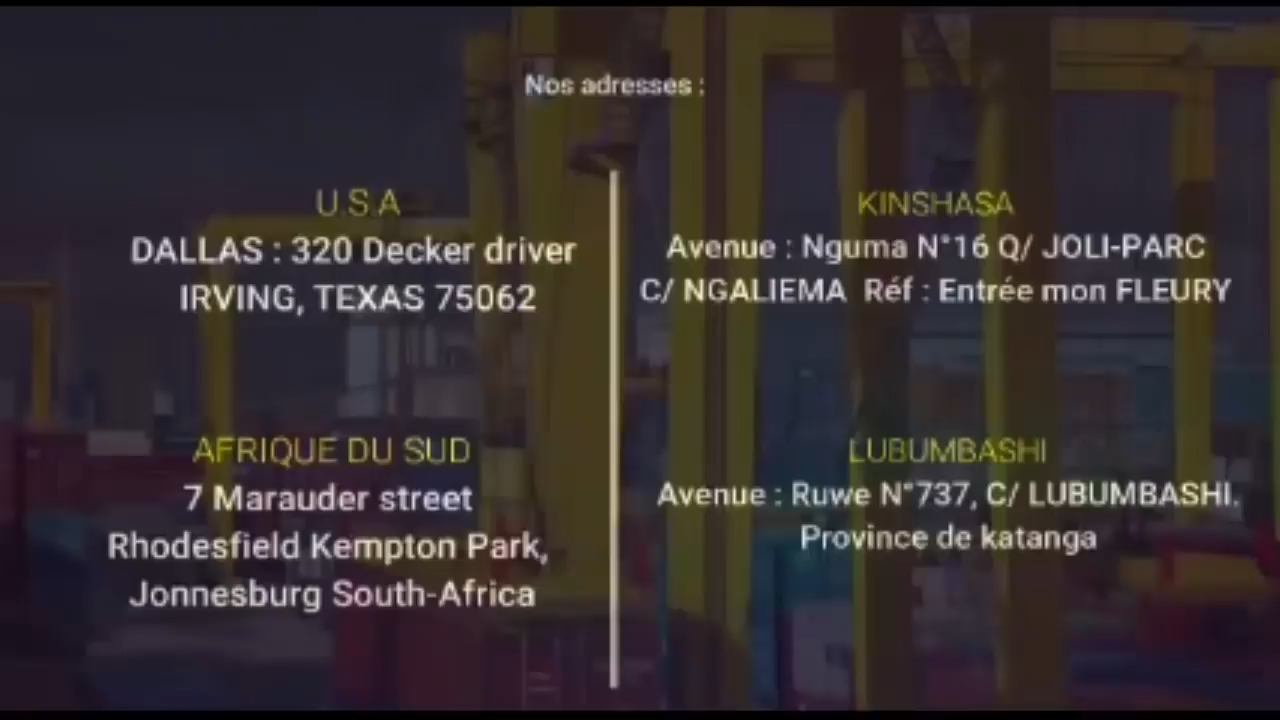 Nos adresses :
U.S.A
DALLAS : 320 Decker driver
IRVING, TEXAS 75062
AFRIQUE DU SUD
7 Marauder street
Rhodesfield Kempton Park,
Jonnesburg South-Africa
KINSHASA
Avenue : Nguma N°16 Q/ JOLI-PARC
C/ NGALIEMA Réf : Entrée mon FLEURY
LUBUMBASHI
Avenue : Ruwe N°737, C/ LUBUMBASHI.
Province de katanga